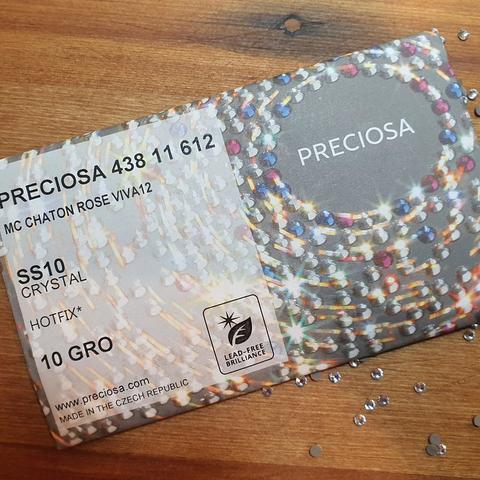 PRECIOSA
PRECIOSA 438 11 612
MC CHATON ROSE VIVA12
SS10
CRYSTAL
HOTFIX*
10 GRO
LEAD-FREE
BRILLIANCE
www.preciosa.com
MADE IN THE CZECH REPUBLIC